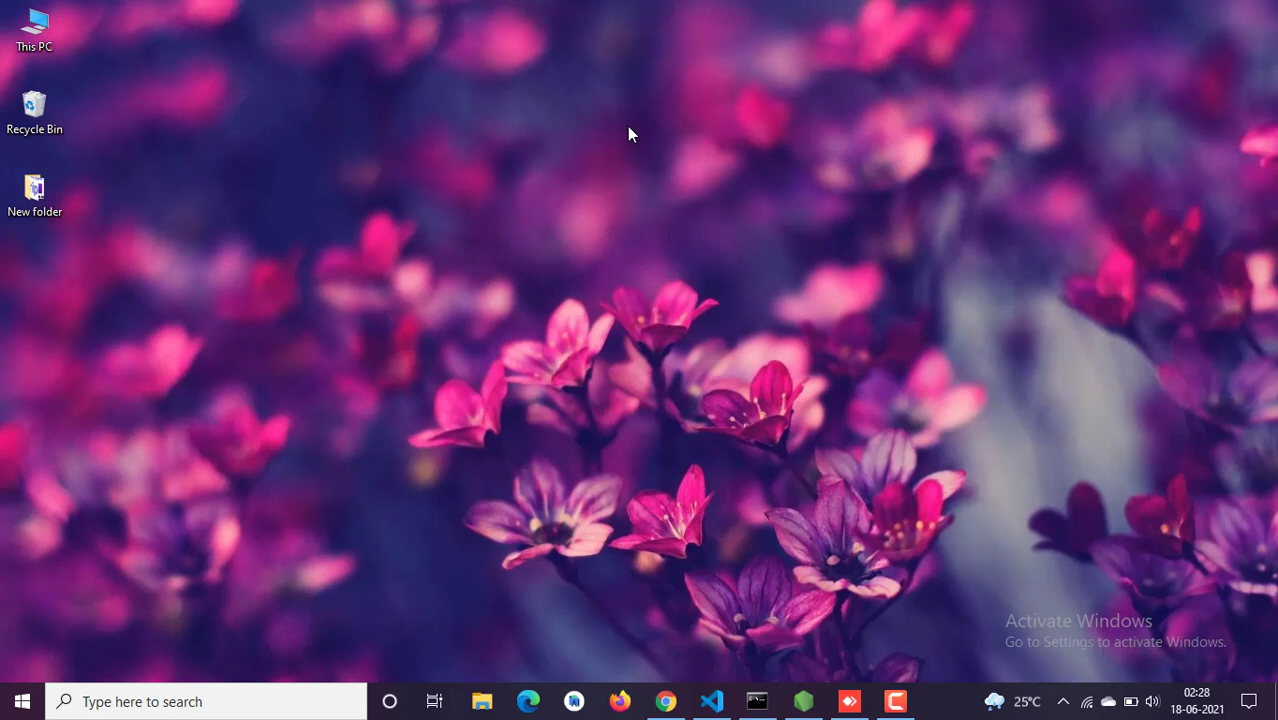 This PC
Recycle Bin
New folder
Activate Windows
Go to Settings to activate Windows.
Type here to search
25°C
02:28
18-06-2021